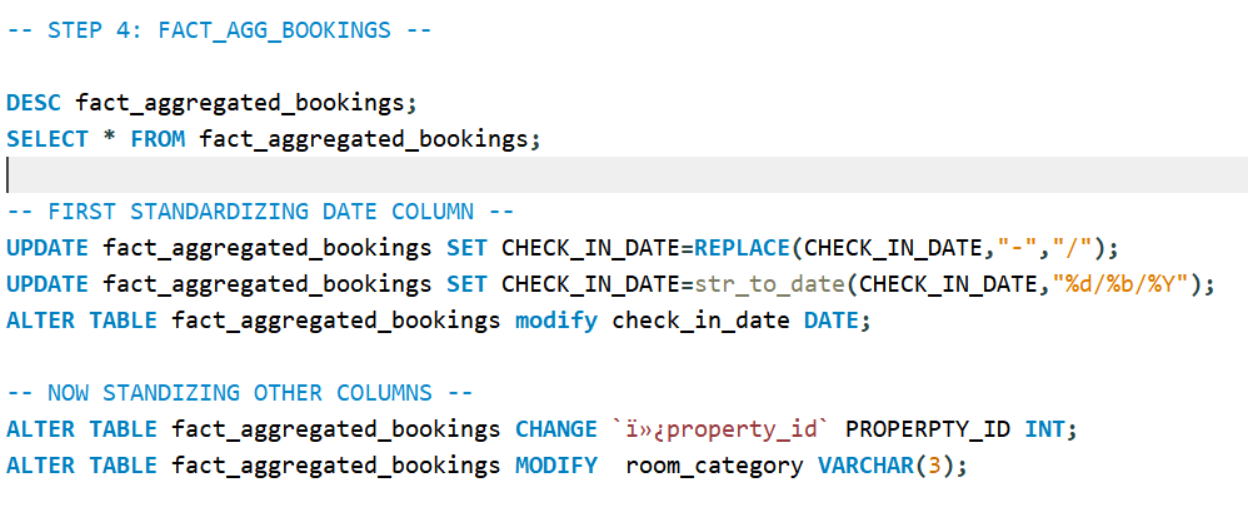 -- STEP 4: FACT_AGG_BOOKINGS --
DESC fact_aggregated_bookings;
SELECT * FROM fact_aggregated_bookings;
-- FIRST STANDARDIZING DATE COLUMN --
UPDATE fact_aggregated_bookings SET CHECK_IN_DATE=REPLACE(CHECK_IN_DATE,"-","/");
UPDATE fact_aggregated_bookings SET CHECK_IN_DATE=str_to_date(CHECK_IN_DATE,"%d/%b/%Y");
ALTER TABLE fact_aggregated_bookings modify check_in_date DATE;
-- NOW STANDIZING OTHER COLUMNS --
ALTER TABLE fact_aggregated_bookings CHANGE `ï»¿property_id` PROPERPTY_ID INT;
ALTER TABLE fact_aggregated_bookings MODIFY  room_category VARCHAR(3);